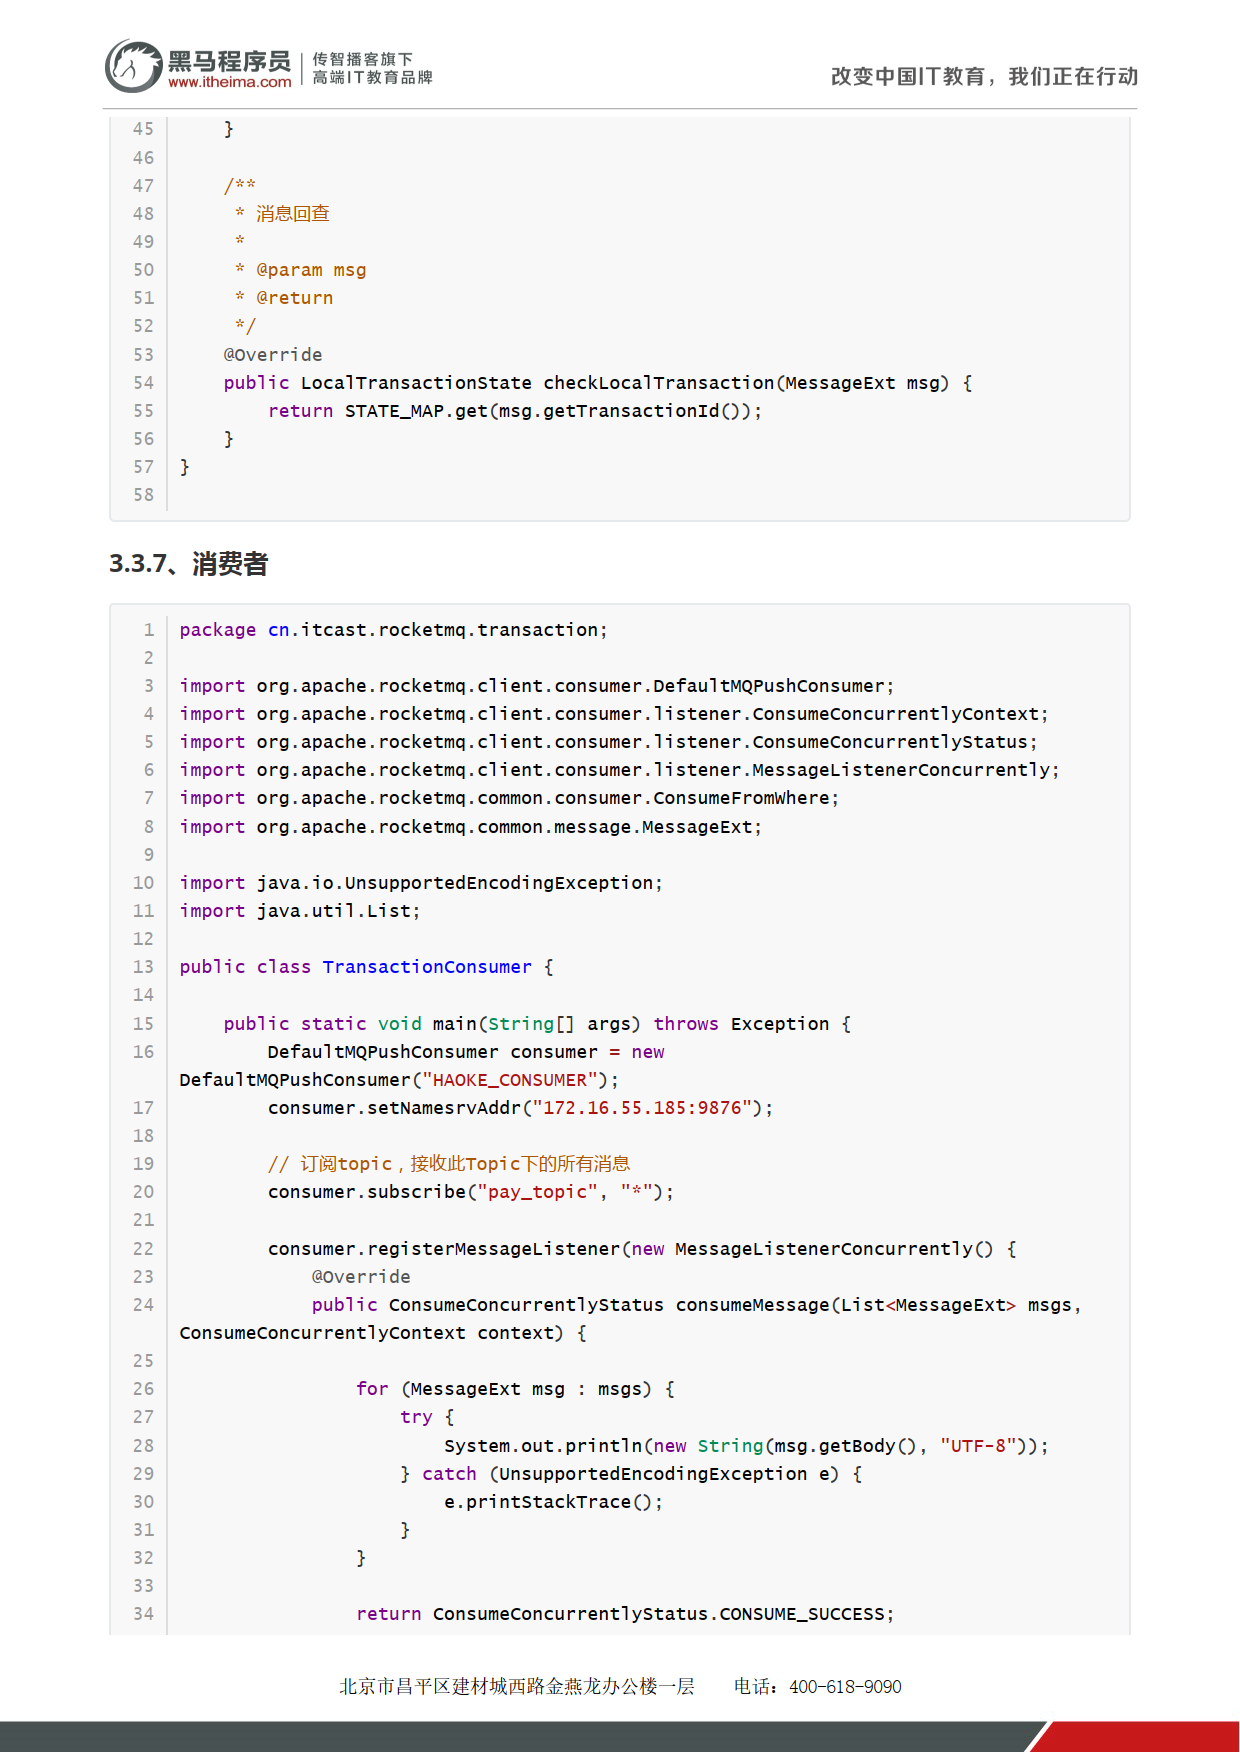 黑马程序员
www.itheima.com
传智播客旗下
高端IT教育品牌
改变中国IT教育，我们正在行动
45     }
46
47     /**
48      * 消息回查
49      *
50      * @param msg
51      * @return
52      */
53     @Override
54     public LocalTransactionState checkLocalTransaction(MessageExt msg) {
55         return STATE_MAP.get(msg.getTransactionId());
56     }
57 }
58
3.3.7、消费者
1 package cn.itcast.rocketmq.transaction;
2
3 import org.apache.rocketmq.client.consumer.DefaultMQPushConsumer;
4 import org.apache.rocketmq.client.consumer.listener.ConsumeConcurrentlyContext;
5 import org.apache.rocketmq.client.consumer.listener.ConsumeConcurrentlyStatus;
6 import org.apache.rocketmq.client.consumer.listener.MessageListenerConcurrently;
7 import org.apache.rocketmq.common.consumer.ConsumeFromWhere;
8 import org.apache.rocketmq.common.message.MessageExt;
9
10 import java.io.UnsupportedEncodingException;
11 import java.util.List;
12
13 public class TransactionConsumer {
14
15     public static void main(String[] args) throws Exception {
16         DefaultMQPushConsumer consumer = new
DefaultMQPushConsumer("HAOKE_CONSUMER");
17         consumer.setNamesrvAddr("172.16.55.185:9876");
18
19         // 订阅topic，接收此Topic下的所有消息
20         consumer.subscribe("pay_topic", "*");
21
22         consumer.registerMessageListener(new MessageListenerConcurrently() {
23             @Override
24             public ConsumeConcurrentlyStatus consumeMessage(List<MessageExt> msgs,
ConsumeConcurrentlyContext context) {
25
26                 for (MessageExt msg : msgs) {
27                     try {
28                         System.out.println(new String(msg.getBody(), "UTF-8"));
29                     } catch (UnsupportedEncodingException e) {
30                         e.printStackTrace();
31                     }
32                 }
33
34                 return ConsumeConcurrentlyStatus.CONSUME_SUCCESS;
北京市昌平区建材城西路金燕龙办公楼一层    电话：400-618-9090